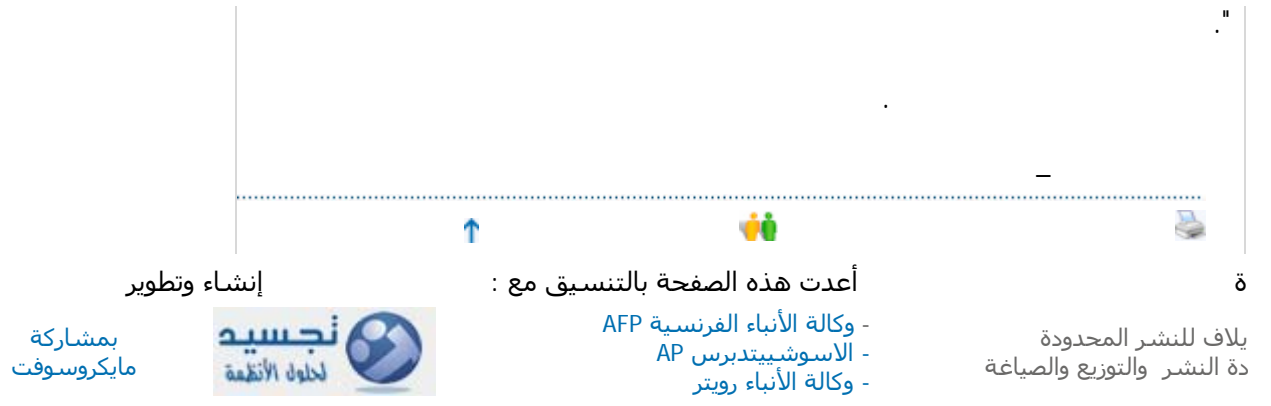 ".
.
–
ة
يلاف للنشر المحدودة
دة النشر والتوزيع والصياغة
أعدت هذه الصفحة بالتنسيق مع :
- وكالة الأنباء الفرنسية AFP
- الاسوشييتدبرس AP
- وكالة الأنباء رويتر
إنشاء وتطوير
تجسيد
لحلول الأنظمة
بمشاركة
مايكروسوفت